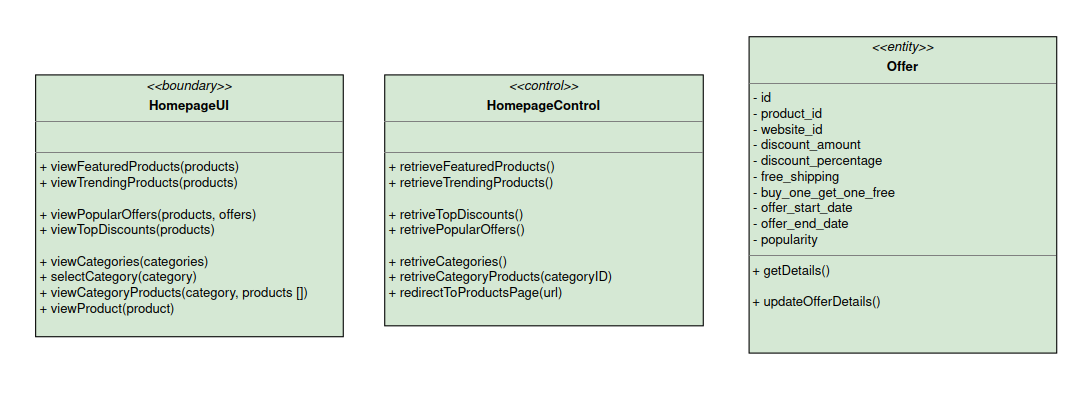 <<boundary>>
HomepageUI
+ viewFeaturedProducts(products)
+ viewTrendingProducts(products)
+ viewPopularOffers(products, offers)
+ viewTopDiscounts(products)
+ viewCategories(categories)
+ selectCategory(category)
+ viewCategoryProducts(category, products [])
+ viewProduct(product)
<<control>>
HomepageControl
+ retrieveFeaturedProducts()
+ retrieveTrendingProducts()
+ retriveTopDiscounts()
+ retrivePopularOffers()
+ retriveCategories()
+ retriveCategoryProducts(categoryID)
+ redirectToProductsPage(url)
<<entity>>
Offer
- id
- product_id
- website_id
- discount_amount
- discount_percentage
- free_shipping
- buy_one_get_one_free
- offer_start_date
- offer_end_date
- popularity
+ getDetails()
+ updateOfferDetails()